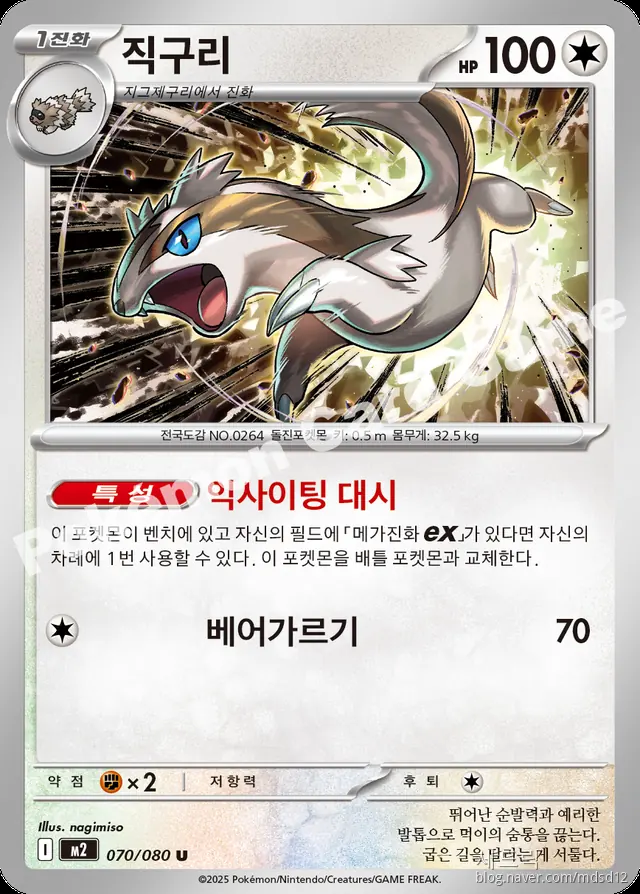 1진화
직구리
HP 100
지그제구리에서 진화
전국도감 NO.0264 돌진포켓몬 키: 0.5 m 몸무게: 32.5 kg
특성 익사이팅 대시
이 포켓몬이 벤치에 있고 자신의 필드에 「메가진화 ex」가 있다면 자신의
차례에 1번 사용할 수 있다. 이 포켓몬을 배틀 포켓몬과 교체한다.
베어가르기 70
약점 ×2 저항력 후퇴
Illus. nagimiso
I M2 070/080 U
뛰어난 순발력과 예리한
발톱으로 먹이의 숨통을 끊는다.
굽은 길을 달리는 게 서툴다.
©2025 Pokémon/Nintendo/Creatures/GAME FREAK.
Pokémon Card Game
blog.naver.com/mdsd12